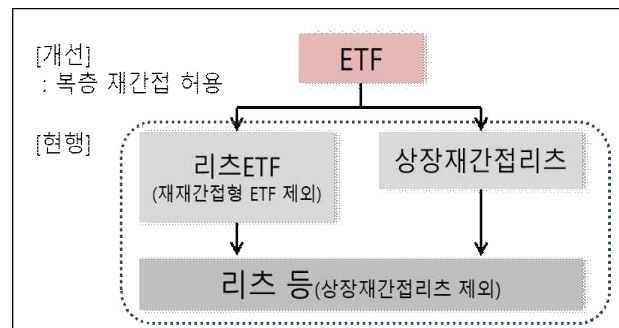 [개선]
: 복층 재간접 허용
ETF
[현행]
리츠ETF
(재재간접형 ETF 제외)
상장재간접리츠
리츠 등(상장재간접리츠 제외)